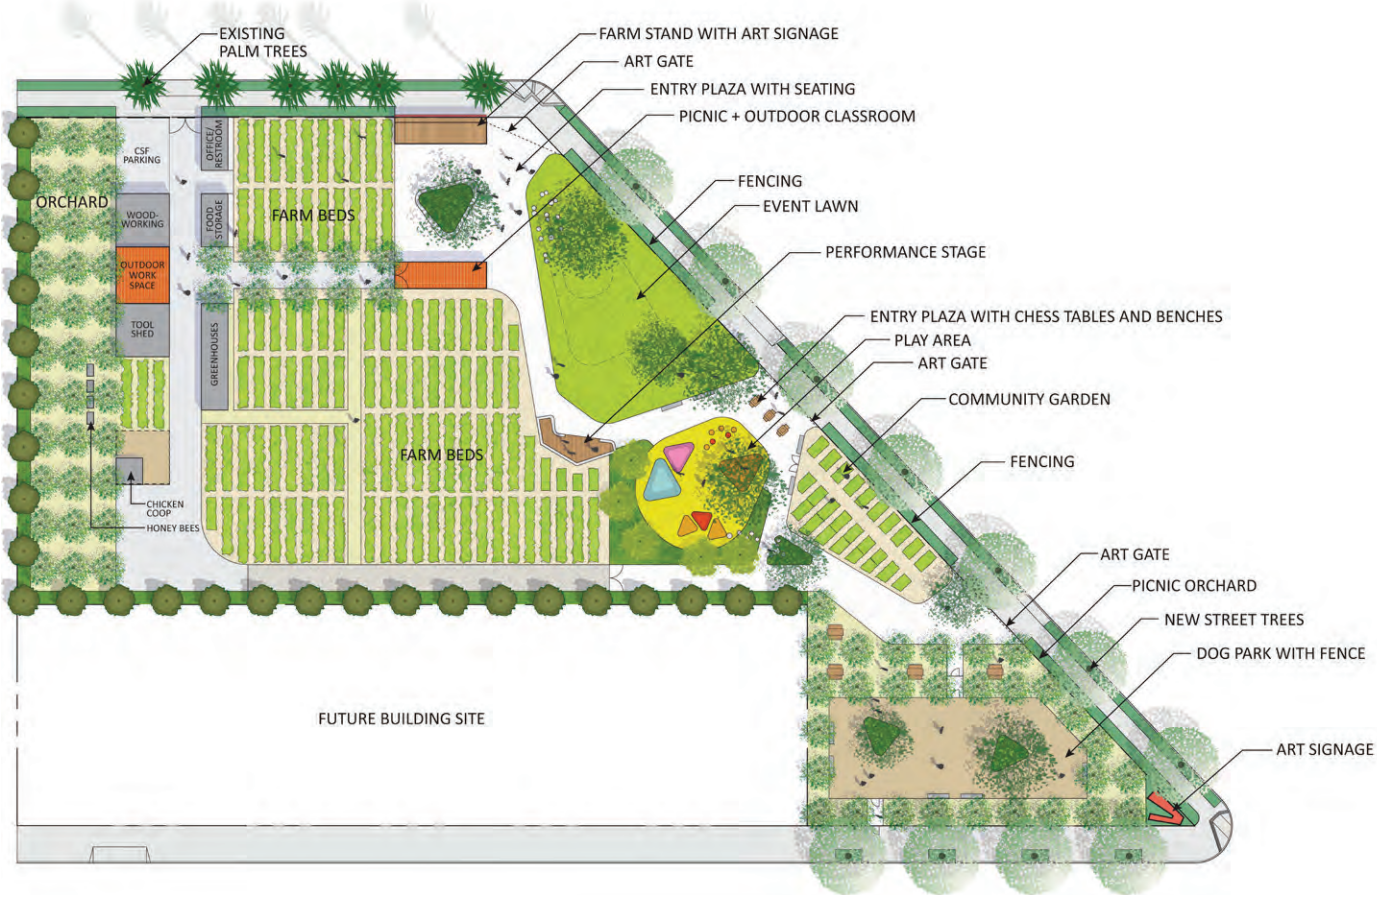 EXISTING
PALM TREES
FARM STAND WITH ART SIGNAGE
ART GATE
ENTRY PLAZA WITH SEATING
PICNIC + OUTDOOR CLASSROOM
CSF
PARKING
OFFICE/
RESTROOM
FENCING
ORCHARD
EVENT LAWN
WOOD-
WORKING
FOOD
STORAGE
FARM BEDS
PERFORMANCE STAGE
OUTDOOR
WORK
SPACE
ENTRY PLAZA WITH CHESS TABLES AND BENCHES
TOOL
SHED
GREENHOUSES
PLAY AREA
ART GATE
COMMUNITY GARDEN
FARM BEDS
FENCING
CHICKEN
COOP
HONEY BEES
ART GATE
PICNIC ORCHARD
NEW STREET TREES
DOG PARK WITH FENCE
FUTURE BUILDING SITE
ART SIGNAGE